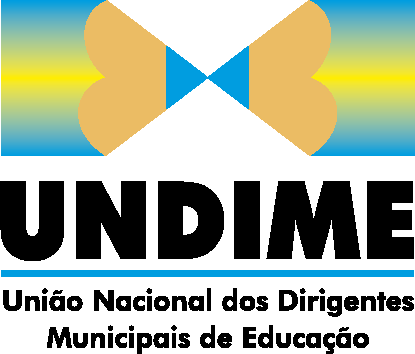 UNDIME
União Nacional dos Dirigentes
Municipais de Educação